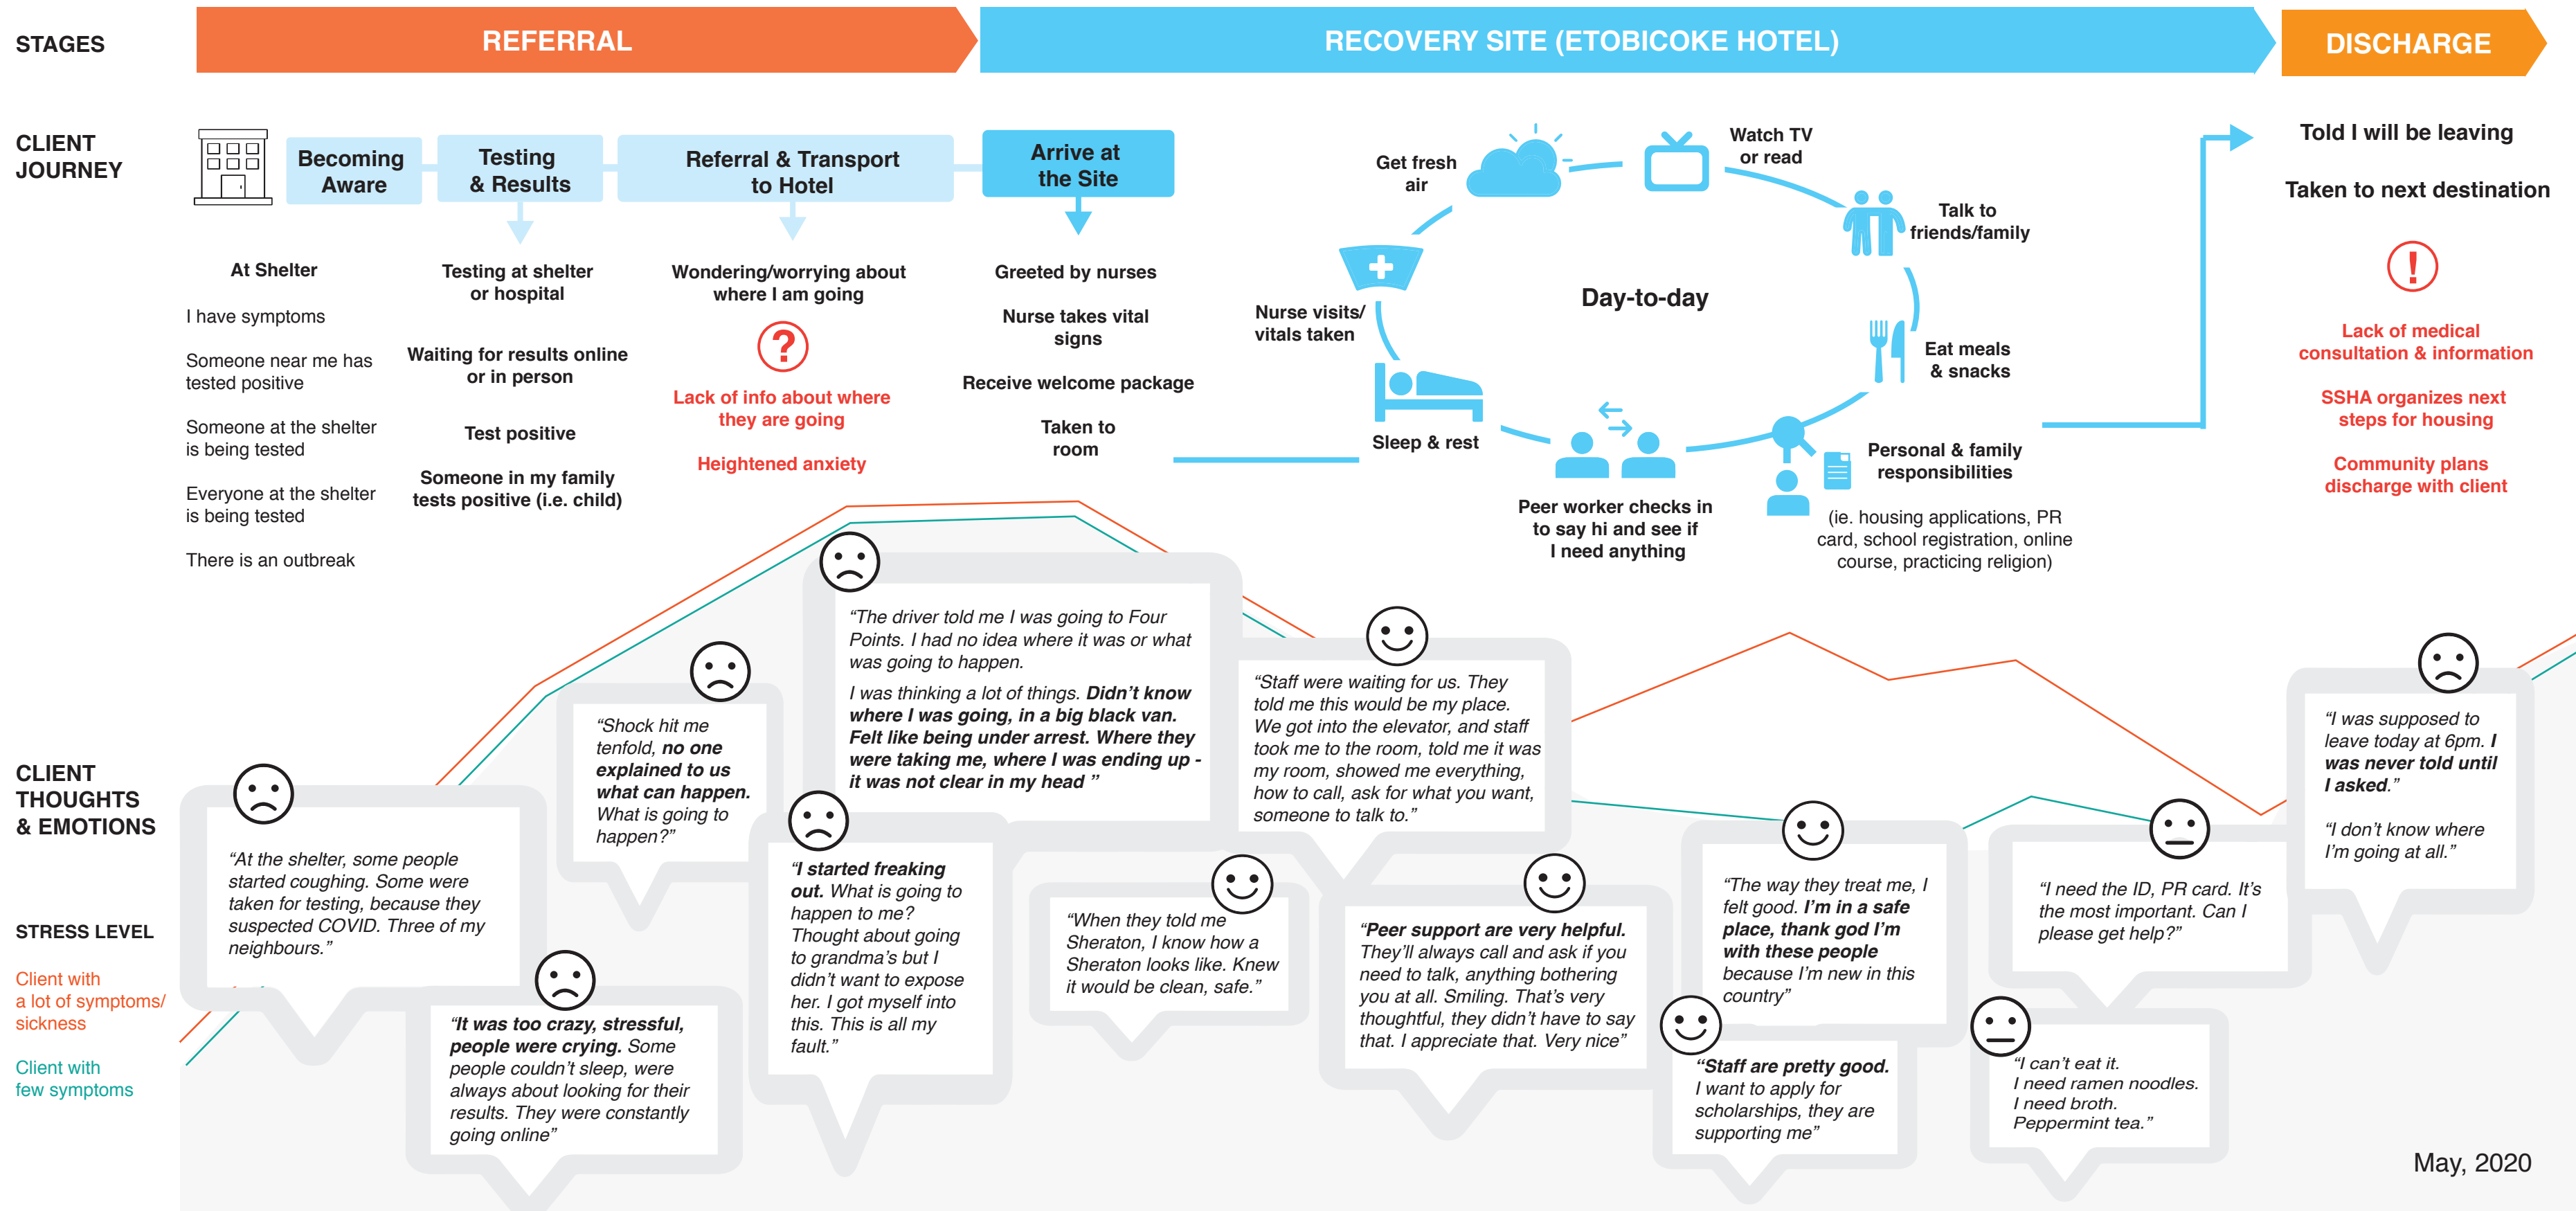 STAGES
REFERRAL
RECOVERY SITE (ETOBICOKE HOTEL)
DISCHARGE
CLIENT
JOURNEY
Becoming
Aware
Testing
& Results
Referral & Transport
to Hotel
Arrive at
the Site
At Shelter
I have symptoms
Someone near me has
tested positive
Someone at the shelter
is being tested
Everyone at the shelter
is being tested
There is an outbreak
Testing at shelter
or hospital
Waiting for results online
or in person
Test positive
Someone in my family
tests positive (i.e. child)
Wondering/worrying about
where I am going
?
Lack of info about where
they are going
Heightened anxiety
Greeted by nurses
Nurse takes vital
signs
Receive welcome package
Taken to
room
Day-to-day
Get fresh
air
Watch TV
or read
Talk to
friends/family
Eat meals
& snacks
Personal & family
responsibilities
(ie. housing applications, PR
card, school registration, online
course, practicing religion)
Peer worker checks in
to say hi and see if
I need anything
Sleep & rest
Nurse visits/
vitals taken
Told I will be leaving
Taken to next destination
!
Lack of medical
consultation & information
SSHA organizes next
steps for housing
Community plans
discharge with client
CLIENT
THOUGHTS
& EMOTIONS
STRESS LEVEL
Client with
a lot of symptoms/
sickness
Client with
few symptoms
“At the shelter, some people
started coughing. Some were
taken for testing, because they
suspected COVID. Three of my
neighbours.”
“It was too crazy, stressful,
people were crying. Some
people couldn’t sleep, were
always about looking for their
results. They were constantly
going online”
“Shock hit me
tenfold, no one
explained to us
what can happen.
What is going to
happen?”
“The driver told me I was going to Four
Points. I had no idea where it was or what
was going to happen.
I was thinking a lot of things. Didn’t know
where I was going, in a big black van.
Felt like being under arrest. Where they
were taking me, where I was ending up -
it was not clear in my head ”
“I started freaking
out. What is going to
happen to me?
Thought about going
to grandma’s but I
didn’t want to expose
her. I got myself into
this. This is all my
fault.”
“When they told me
Sheraton, I know how a
Sheraton looks like. Knew
it would be clean, safe.”
“Staff were waiting for us. They
told me this would be my place.
We got into the elevator, and staff
took me to the room, told me it was
my room, showed me everything,
how to call, ask for what you want,
someone to talk to.”
“Peer support are very helpful.
They’ll always call and ask if you
need to talk, anything bothering
you at all. Smiling. That’s very
thoughtful, they didn’t have to say
that. I appreciate that. Very nice”
“The way they treat me, I
felt good. I’m in a safe
place, thank god I’m
with these people
because I’m new in this
country”
“Staff are pretty good.
I want to apply for
scholarships, they are
supporting me”
“I need the ID, PR card. It’s
the most important. Can I
please get help?”
“I can’t eat it.
I need ramen noodles.
I need broth.
Peppermint tea.”
“I was supposed to
leave today at 6pm. I
was never told until
I asked.”
“I don’t know where
I’m going at all.”
May, 2020